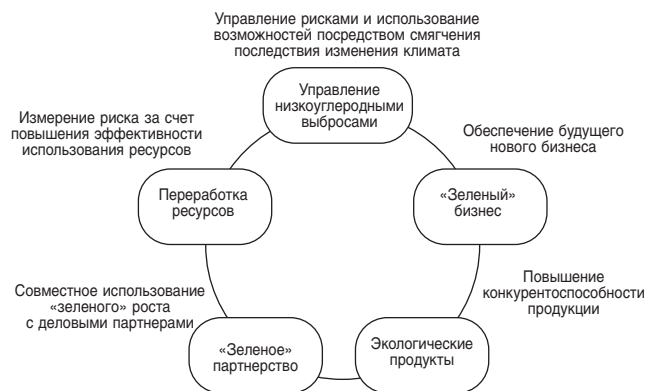 Управление рисками и использование
возможностей посредством смягчения
последствия изменения климата
Управление
низкоуглеродными
выбросами
Измерение риска за счет
повышения эффективности
использования ресурсов
Обеспечение будущего
нового бизнеса
Переработка
ресурсов
«Зеленый»
бизнес
Совместное использование
«зеленого» роста
с деловыми партнерами
Повышение
конкурентоспособности
продукции
«Зеленое»
партнерство
Экологические
продукты